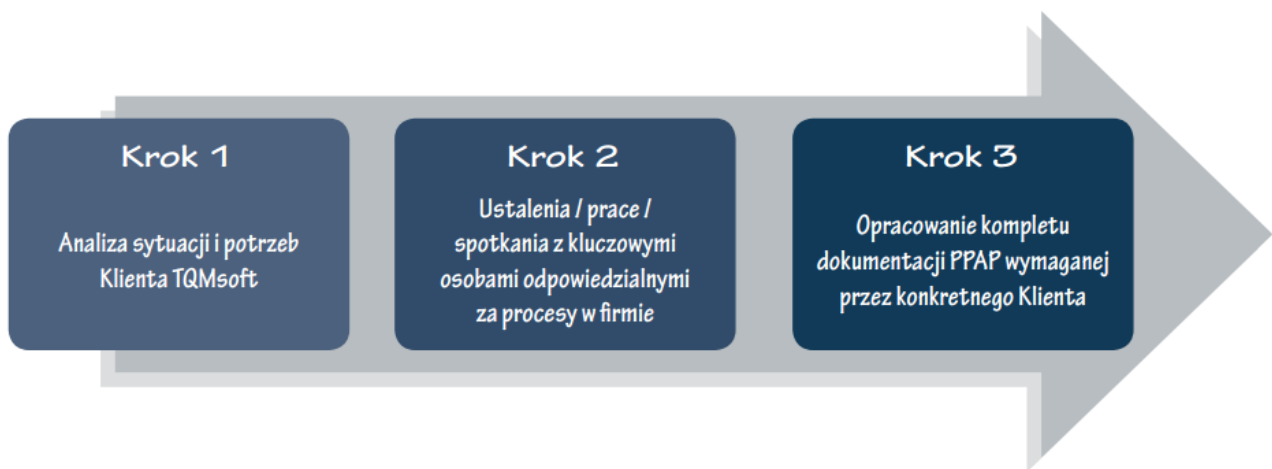 Krok 1
Analiza sytuacji i potrzeb
Klienta TQMsoft
Krok 2
Ustalenia / prace /
spotkania z kluczowymi
osobami odpowiedzialnymi
za procesy w firmie
Krok 3
Opracowanie kompletu
dokumentacji PPAP wymaganej
przez konkretnego Klienta